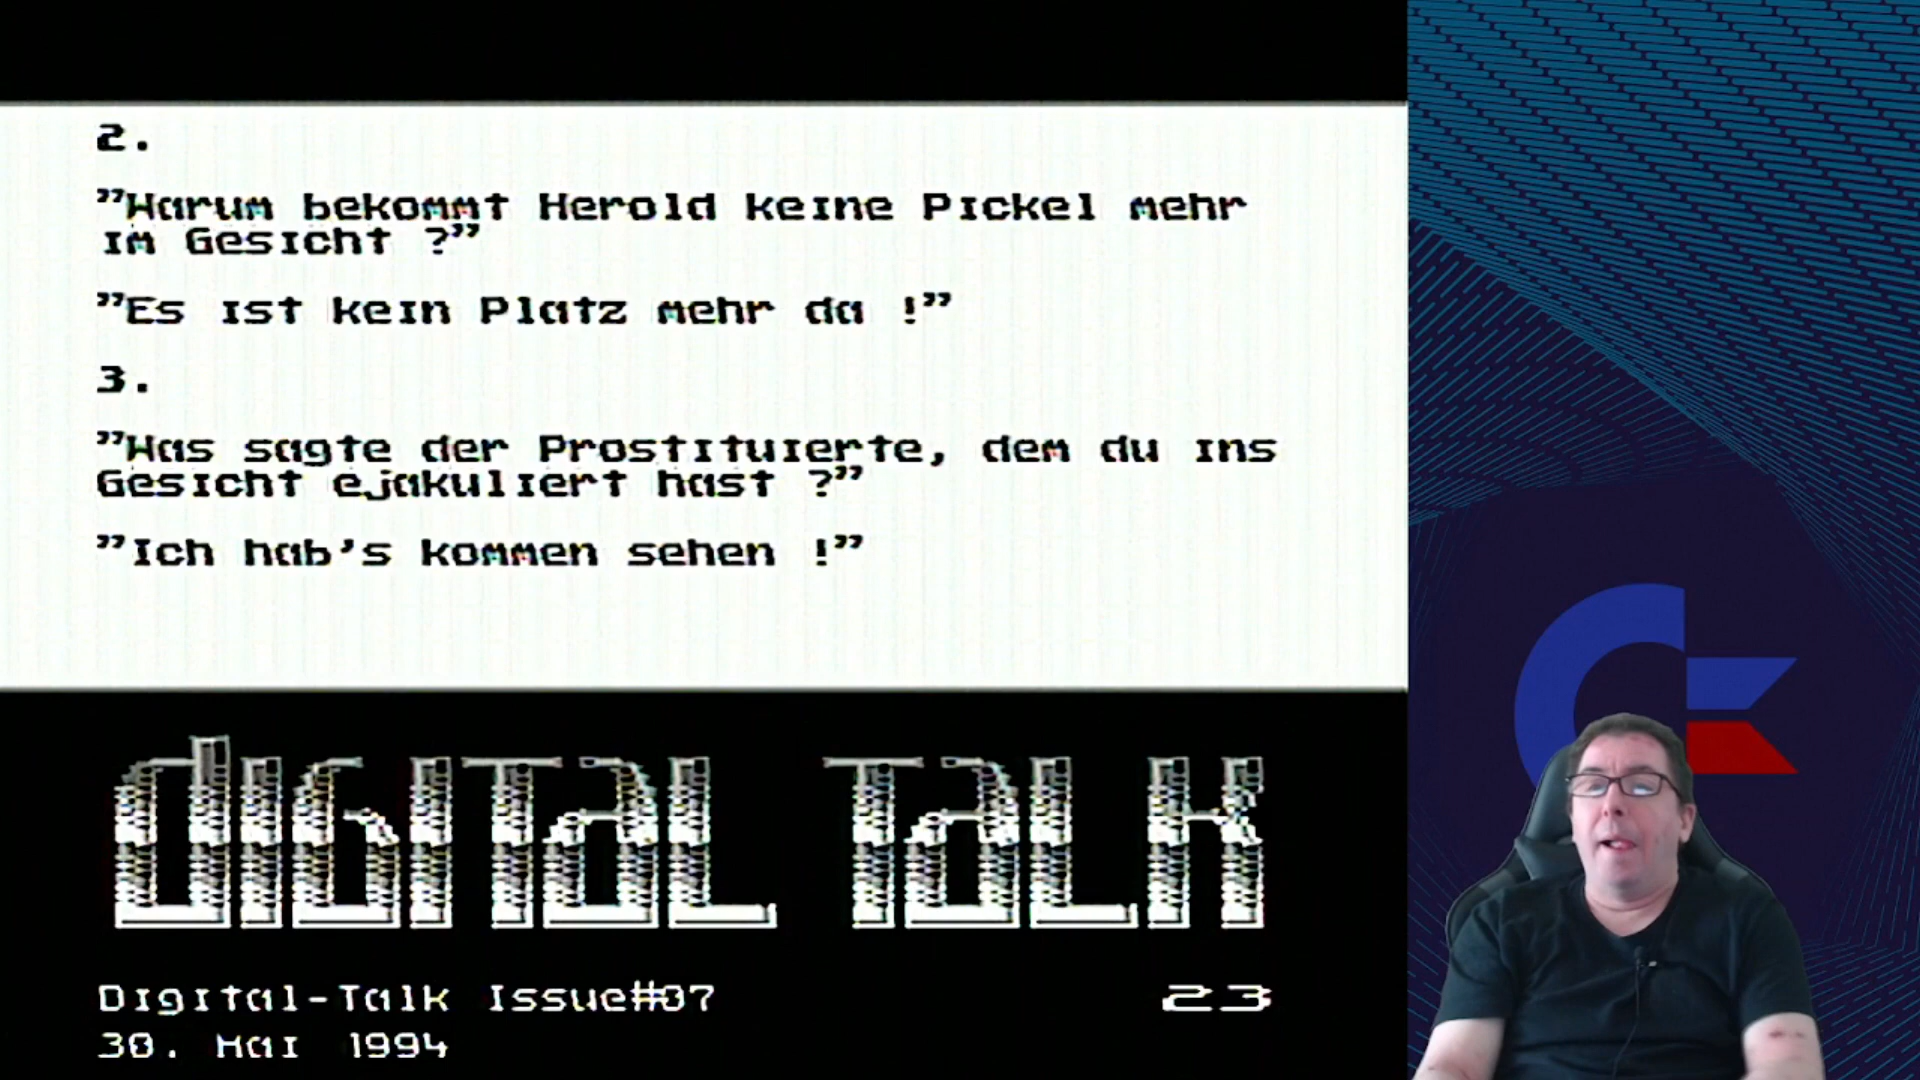 2.
"Warum bekommt Herold keine Pickel mehr
im Gesicht ?"
"Es ist kein Platz mehr da !"
3.
"Was sagte der Prostituierte, dem du ins
Gesicht ejakuliert hast ?"
"Ich hab's kommen sehen !"
DIGITAL TALK
Digital-Talk Issue#07
23
30. Mai 1994